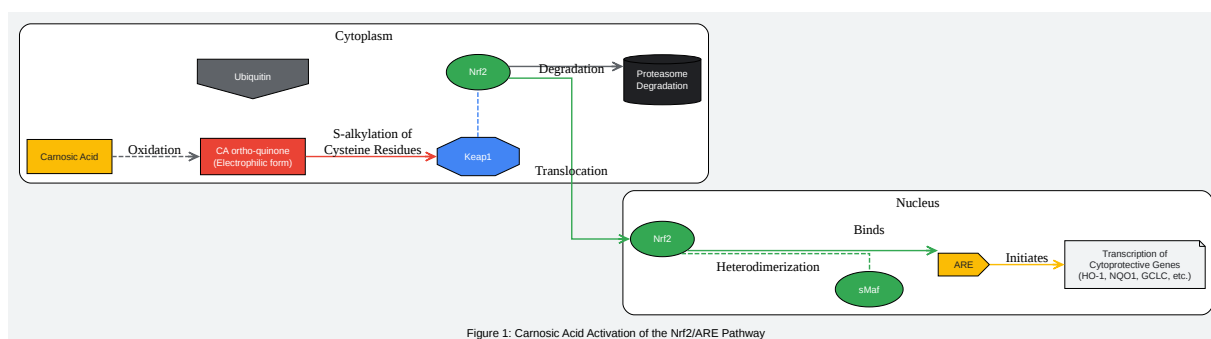 Cytoplasm
Ubiquitin
Nrf2
Degradation
Proteasome
Degradation
Carnosic Acid
Oxidation
CA ortho-quinone
(Electrophilic form)
S-alkylation of
Cysteine Residues
Keap1
Translocation
Nucleus
Nrf2
Binds
Heterodimerization
sMaf
ARE
Initiates
Transcription of
Cytoprotective Genes
(HO-1, NQO1, GCLC, etc.)
Figure 1: Carnosic Acid Activation of the Nrf2/ARE Pathway